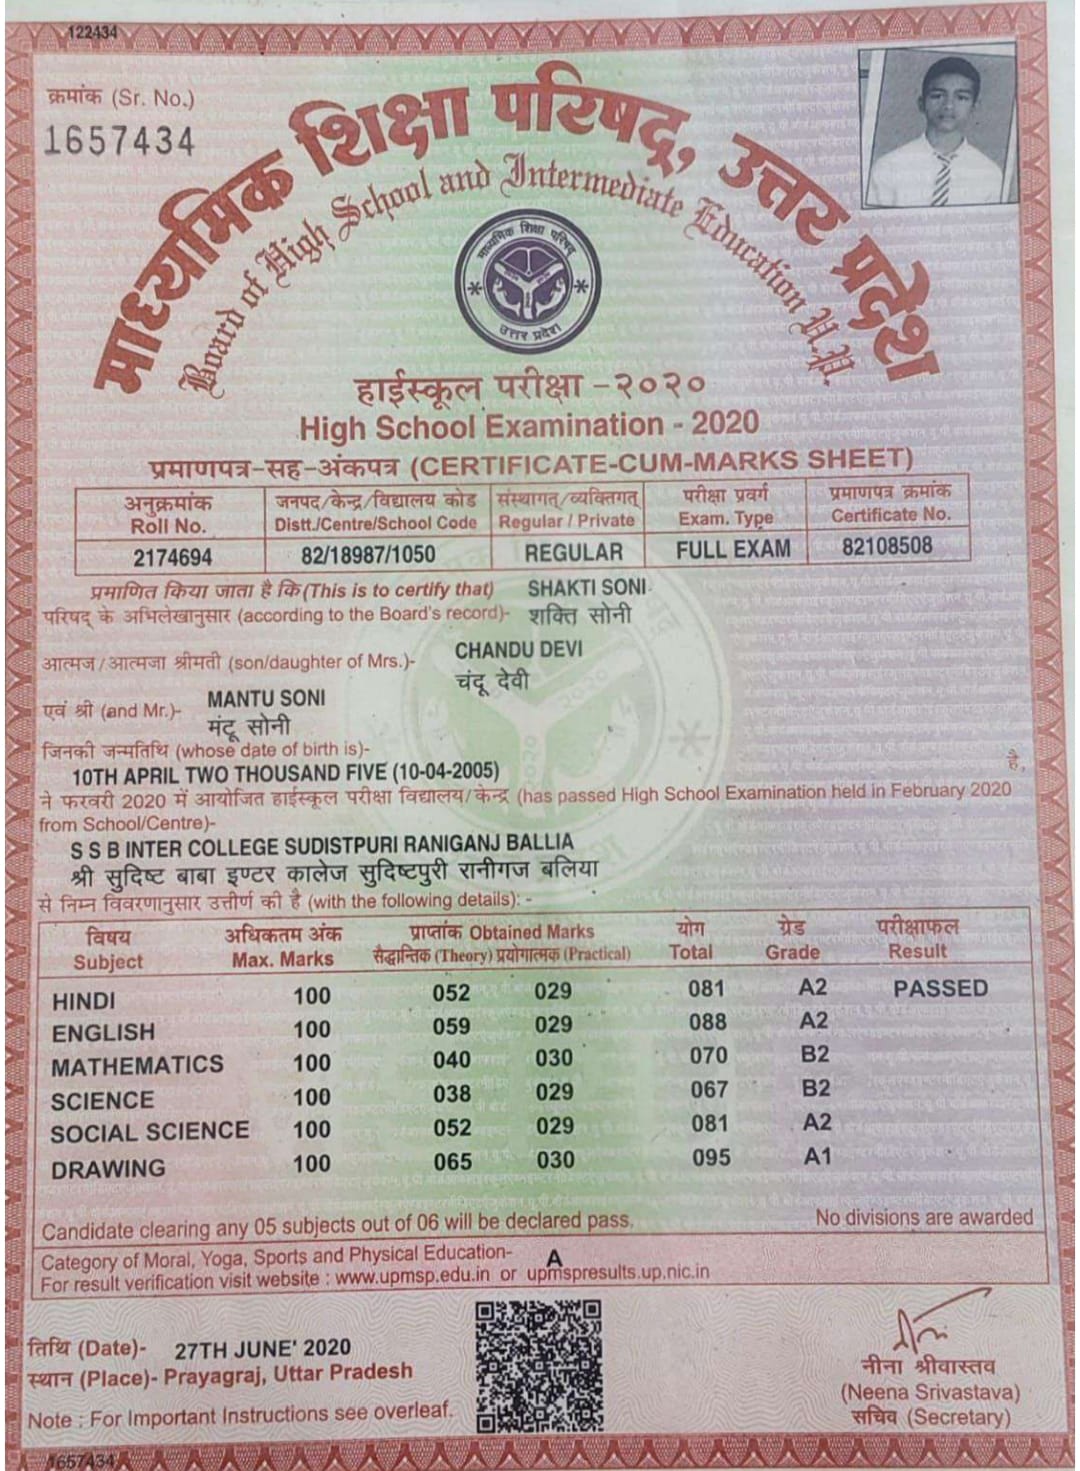 122434
क्रमांक (Sr. No.)
1657434
माध्यमिक शिक्षा परिषद्, उत्तर प्रदेश
Board of High School and Intermediate Education U.P.
माध्यमिक शिक्षा परिषद्
उत्तर प्रदेश
हाईस्कूल परीक्षा -२०२०
High School Examination - 2020
प्रमाणपत्र-सह-अंकपत्र (CERTIFICATE-CUM-MARKS SHEET)
अनुक्रमांक जनपद/केन्द्र/विद्यालय कोड संस्थागत्/व्यक्तिगत् परीक्षा प्रवर्ग प्रमाणपत्र क्रमांक
Roll No. Distt./Centre/School Code Regular / Private Exam. Type Certificate No.
2174694 82/18987/1050 REGULAR FULL EXAM 82108508
प्रमाणित किया जाता है कि (This is to certify that) SHAKTI SONI
परिषद् के अभिलेखानुसार (according to the Board's record)- शक्ति सोनी
आत्मज/आत्मजा श्रीमती (son/daughter of Mrs.)- CHANDU DEVI
चंदू देवी
एवं श्री (and Mr.)- MANTU SONI
मंटू सोनी
जिनकी जन्मतिथि (whose date of birth is)-
10TH APRIL TWO THOUSAND FIVE (10-04-2005) है,
ने फरवरी 2020 में आयोजित हाईस्कूल परीक्षा विद्यालय/केन्द्र (has passed High School Examination held in February 2020
from School/Centre)-
S S B INTER COLLEGE SUDISTPURI RANIGANJ BALLIA
श्री सुदिष्ट बाबा इण्टर कालेज सुदिष्टपुरी रानीगज बलिया
से निम्न विवरणानुसार उत्तीर्ण की है (with the following details): -
विषय अधिकतम अंक प्राप्तांक Obtained Marks योग ग्रेड परीक्षाफल
Subject Max. Marks सैद्धान्तिक (Theory) प्रयोगात्मक (Practical) Total Grade Result
HINDI 100 052 029 081 A2 PASSED
ENGLISH 100 059 029 088 A2
MATHEMATICS 100 040 030 070 B2
SCIENCE 100 038 029 067 B2
SOCIAL SCIENCE 100 052 029 081 A2
DRAWING 100 065 030 095 A1
Candidate clearing any 05 subjects out of 06 will be declared pass. No divisions are awarded
Category of Moral, Yoga, Sports and Physical Education- A
For result verification visit website : www.upmsp.edu.in or upmspresults.up.nic.in
तिथि (Date)- 27TH JUNE' 2020
स्थान (Place)- Prayagraj, Uttar Pradesh
Note : For Important Instructions see overleaf.
नीना श्रीवास्तव
(Neena Srivastava)
सचिव (Secretary)
1657434